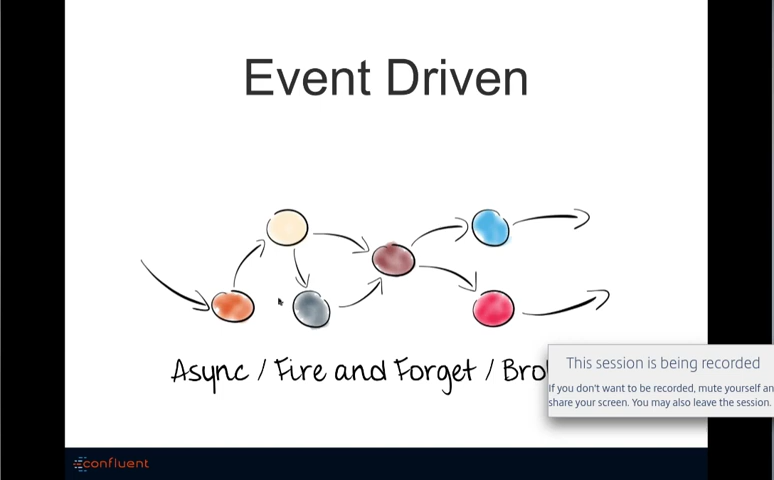 Event Driven
Async / Fire and Forget / Bro
This session is being recorded
If you don't want to be recorded, mute yourself an
share your screen. You may also leave the session.
confluent